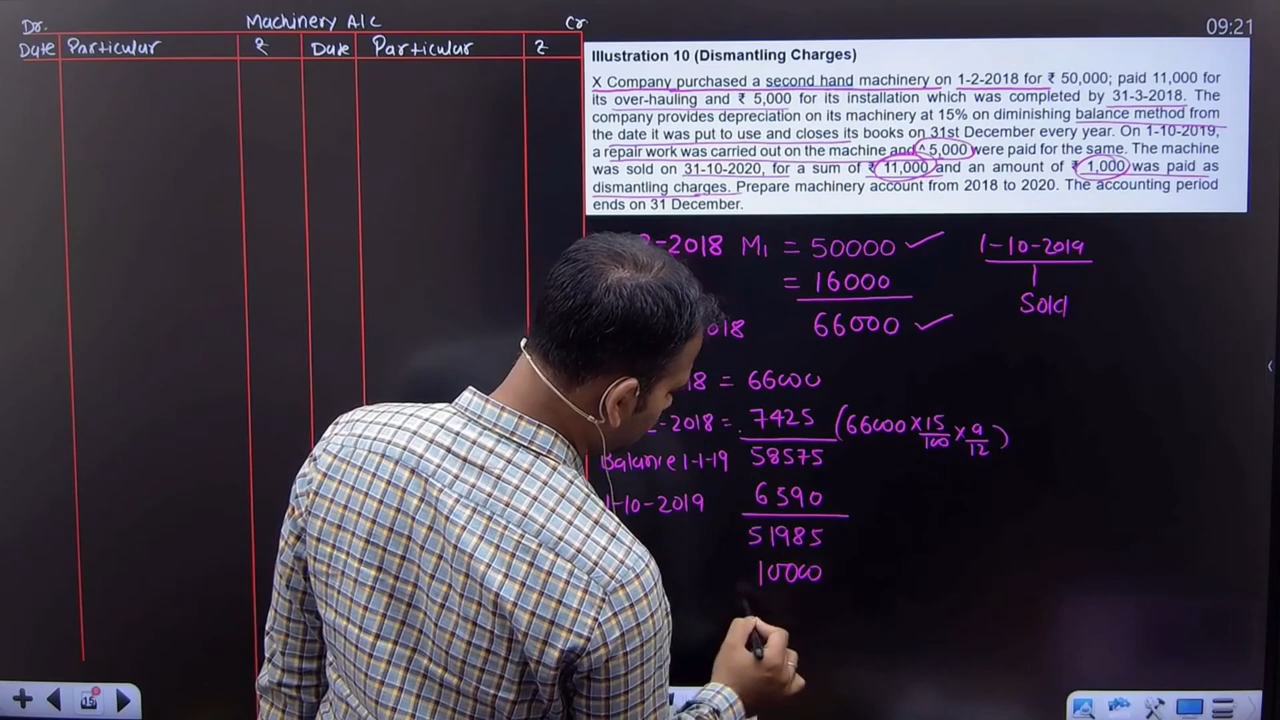 09:21
Dr. Machinery A/c Cr
Date Particular ₹ Date Particular ₹
Illustration 10 (Dismantling Charges)
X Company purchased a second hand machinery on 1-2-2018 for ₹ 50,000; paid 11,000 for
its over-hauling and ₹ 5,000 for its installation which was completed by 31-3-2018. The
company provides depreciation on its machinery at 15% on diminishing balance method from
the date it was put to use and closes its books on 31st December every year. On 1-10-2019,
a repair work was carried out on the machine and ^ 5,000 were paid for the same. The machine
was sold on 31-10-2020, for a sum of ₹ 11,000 and an amount of ₹ 1,000 was paid as
dismantling charges. Prepare machinery account from 2018 to 2020. The accounting period
ends on 31 December.
-2018 M1 = 50000 ✓
= 16000
018 66000 ✓
1-10-2019
Sold
18 = 66000
-2018 = 7425 (66000 × 15/100 × 9/12)
Balance 1-1-19 58575
1-10-2019 6590
51985
10000
15